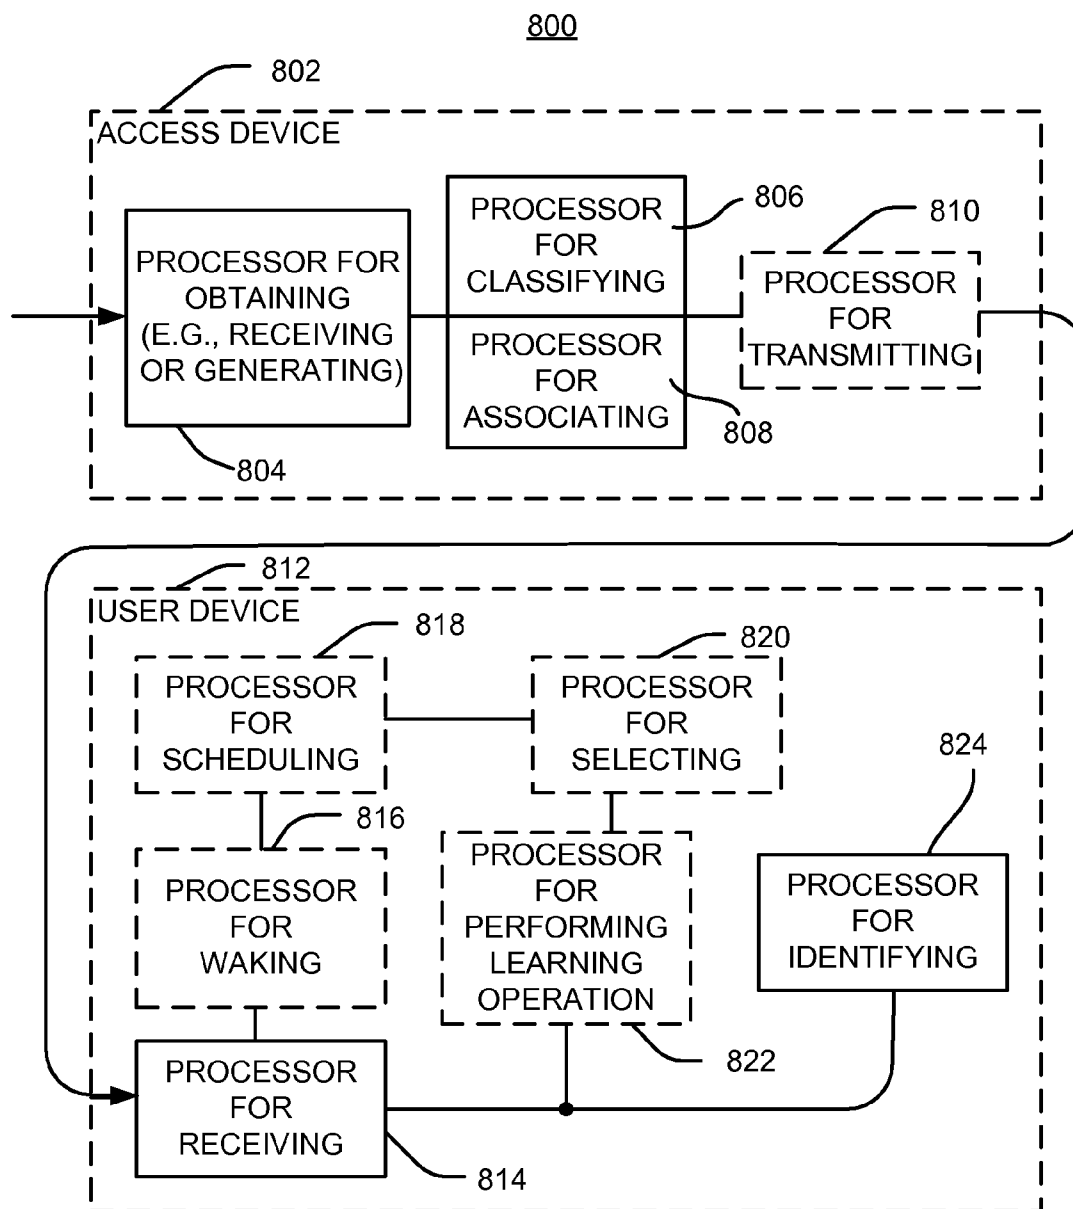 800
802
ACCESS DEVICE
PROCESSOR FOR
OBTAINING
(E.G., RECEIVING
OR GENERATING)
804
PROCESSOR
FOR
CLASSIFYING
806
PROCESSOR
FOR
ASSOCIATING
808
810
PROCESSOR
FOR
TRANSMITTING
812
USER DEVICE
818
PROCESSOR
FOR
SCHEDULING
820
PROCESSOR
FOR
SELECTING
816
PROCESSOR
FOR
WAKING
PROCESSOR
FOR
PERFORMING
LEARNING
OPERATION
822
824
PROCESSOR
FOR
IDENTIFYING
PROCESSOR
FOR
RECEIVING
814